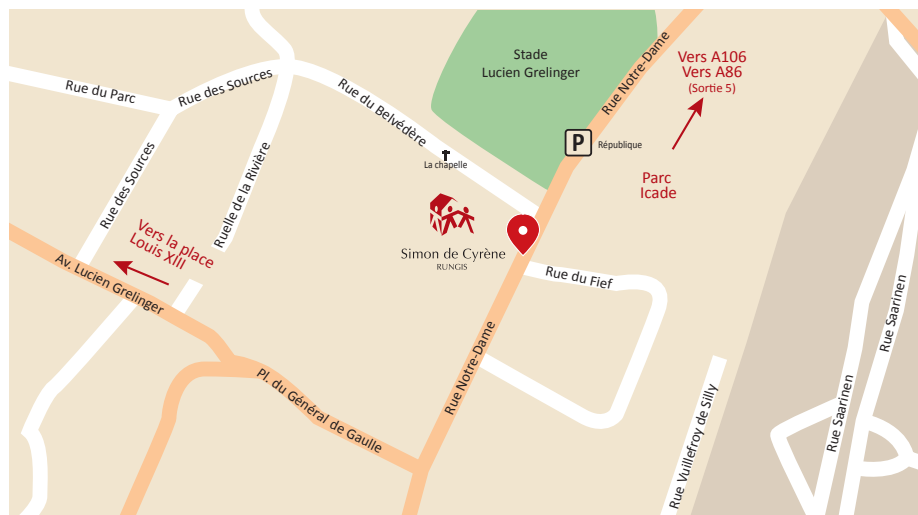 Stade
Lucien Grelinger
Vers A106
Vers A86
(Sortie 5)
Rue Notre-Dame
Rue du Parc
Rue des Sources
Rue du Belvédère
P
République
La chapelle
Parc
Icade
Rue des Sources
Ruelle de la Rivière
Vers la place
Louis XIII
Simon de Cyrène
RUNGIS
Av. Lucien Grelinger
Rue du Fief
Rue Notre-Dame
Pl. du Général de Gaulle
Rue Vuillefroy de Silly
Rue Saarinen
Rue Saarinen